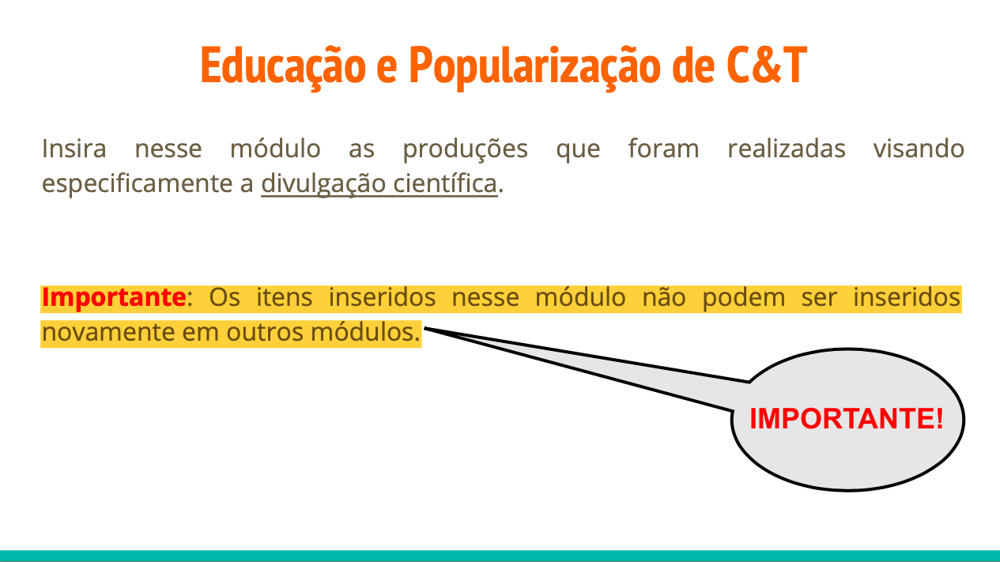 Educação e Popularização de C&T
Insira nesse módulo as produções que foram realizadas visando
especificamente a divulgação científica.
Importante: Os itens inseridos nesse módulo não podem ser inseridos
novamente em outros módulos.
IMPORTANTE!